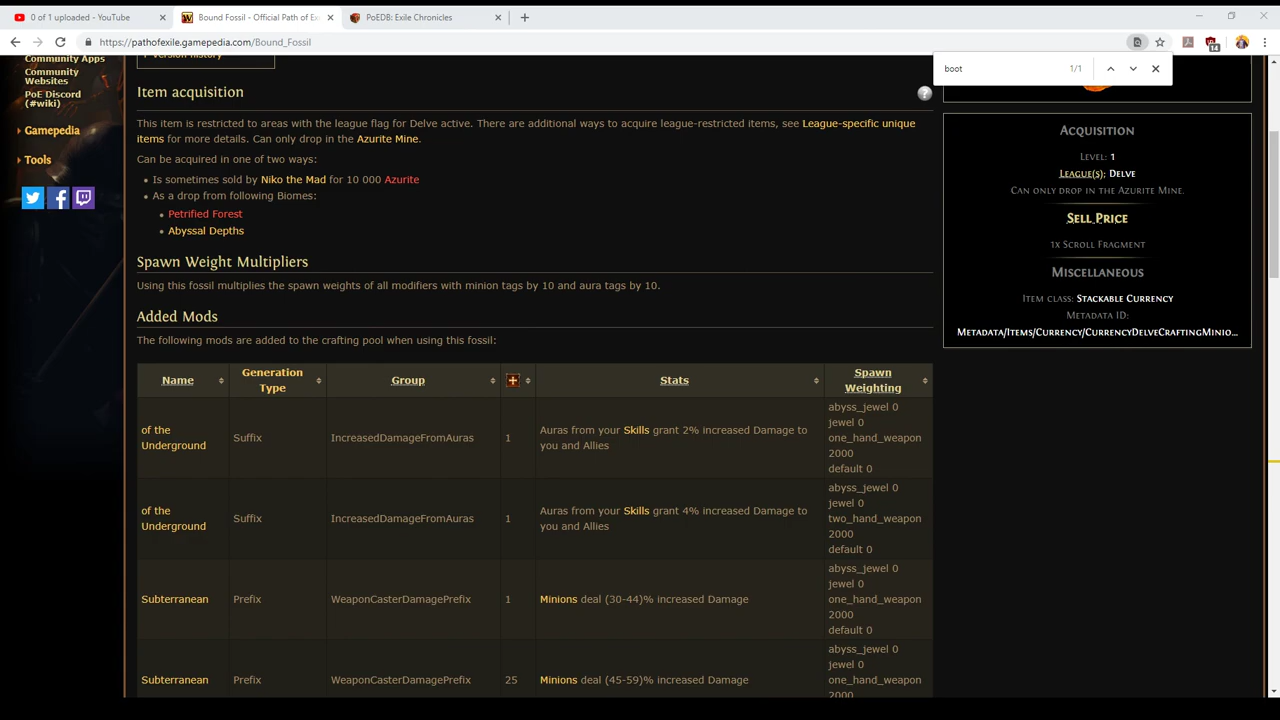 0 of 1 uploaded - YouTube
Bound Fossil - Official Path of Ex
PoEDB: Exile Chronicles
https://pathofexile.gamepedia.com/Bound_Fossil
14
boot
1/1
Community Apps
Community
Websites
PoE Discord
(#wiki)
Gamepedia
Tools
Item acquisition
?
This item is restricted to areas with the league flag for Delve active. There are additional ways to acquire league-restricted items, see League-specific unique
items for more details. Can only drop in the Azurite Mine.
Can be acquired in one of two ways:
Is sometimes sold by Niko the Mad for 10 000 Azurite
As a drop from following Biomes:
Petrified Forest
Abyssal Depths
Spawn Weight Multipliers
Using this fossil multiplies the spawn weights of all modifiers with minion tags by 10 and aura tags by 10.
Added Mods
The following mods are added to the crafting pool when using this fossil:
Name
Generation
Type
Group
Stats
Spawn
Weighting
of the
Underground
Suffix
IncreasedDamageFromAuras
1
Auras from your Skills grant 2% increased Damage to
you and Allies
abyss_jewel 0
jewel 0
one_hand_weapon
2000
default 0
of the
Underground
Suffix
IncreasedDamageFromAuras
1
Auras from your Skills grant 4% increased Damage to
you and Allies
abyss_jewel 0
jewel 0
two_hand_weapon
2000
default 0
Subterranean
Prefix
WeaponCasterDamagePrefix
1
Minions deal (30-44)% increased Damage
abyss_jewel 0
jewel 0
one_hand_weapon
2000
default 0
Subterranean
Prefix
WeaponCasterDamagePrefix
25
Minions deal (45-59)% increased Damage
abyss_jewel 0
jewel 0
one_hand_weapon
2000
Acquisition
Level: 1
League(s): Delve
Can only drop in the Azurite Mine.
Sell Price
1x Scroll Fragment
Miscellaneous
Item class: Stackable Currency
Metadata ID:
Metadata/Items/Currency/CurrencyDelveCraftingMinio...